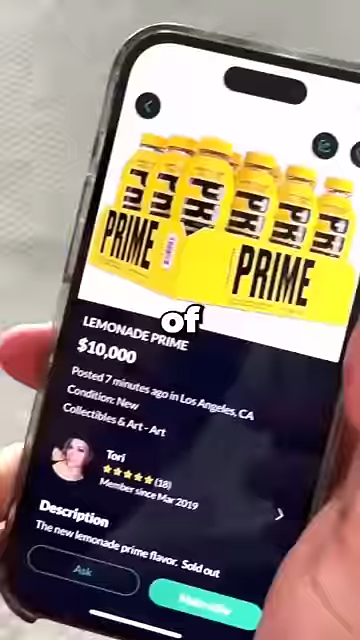 PRIME
PRIME
of
LEMONADE PRIME
$10,000
Posted 7 minutes ago in Los Angeles, CA
Condition: New
Collectibles & Art - Art
Tori
(18)
Member since Mar 2019
Description
The new lemonade prime flavor. Sold out
Ask